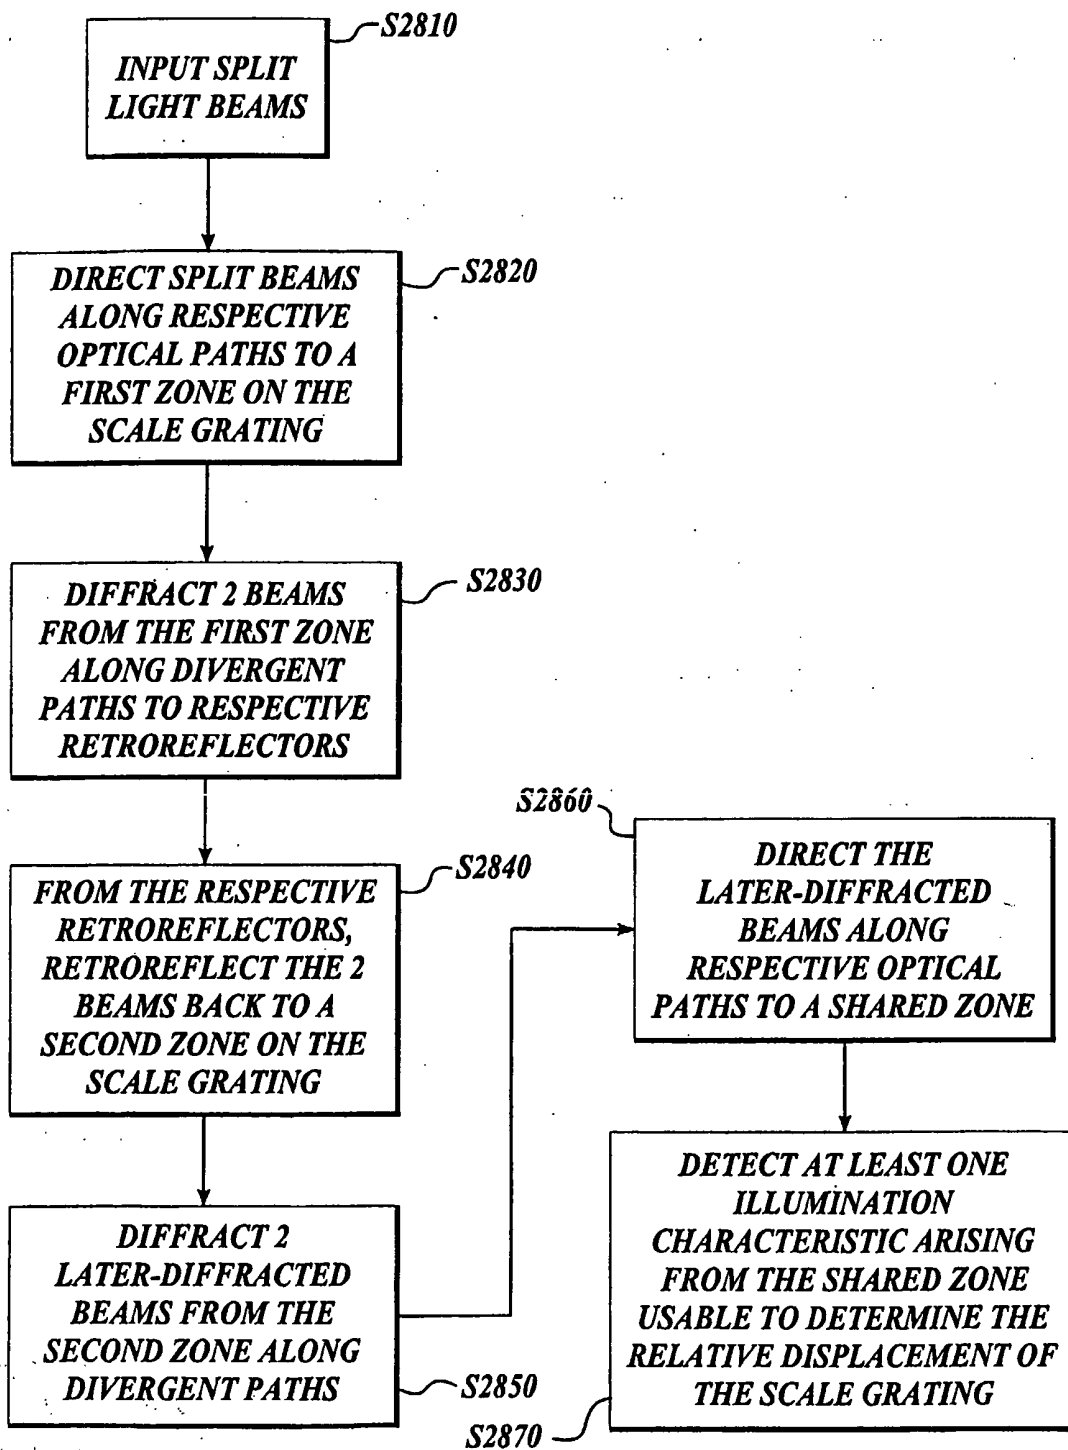 S2810
INPUT SPLIT
LIGHT BEAMS
S2820
DIRECT SPLIT BEAMS
ALONG RESPECTIVE
OPTICAL PATHS TO A
FIRST ZONE ON THE
SCALE GRATING
S2830
DIFFRACT 2 BEAMS
FROM THE FIRST ZONE
ALONG DIVERGENT
PATHS TO RESPECTIVE
RETROREFLECTORS
S2840
FROM THE RESPECTIVE
RETROREFLECTORS,
RETROREFLECT THE 2
BEAMS BACK TO A
SECOND ZONE ON THE
SCALE GRATING
DIFFRACT 2
LATER-DIFFRACTED
BEAMS FROM THE
SECOND ZONE ALONG
DIVERGENT PATHS
S2850
S2860
DIRECT THE
LATER-DIFFRACTED
BEAMS ALONG
RESPECTIVE OPTICAL
PATHS TO A SHARED ZONE
DETECT AT LEAST ONE
ILLUMINATION
CHARACTERISTIC ARISING
FROM THE SHARED ZONE
USABLE TO DETERMINE THE
RELATIVE DISPLACEMENT OF
THE SCALE GRATING
S2870